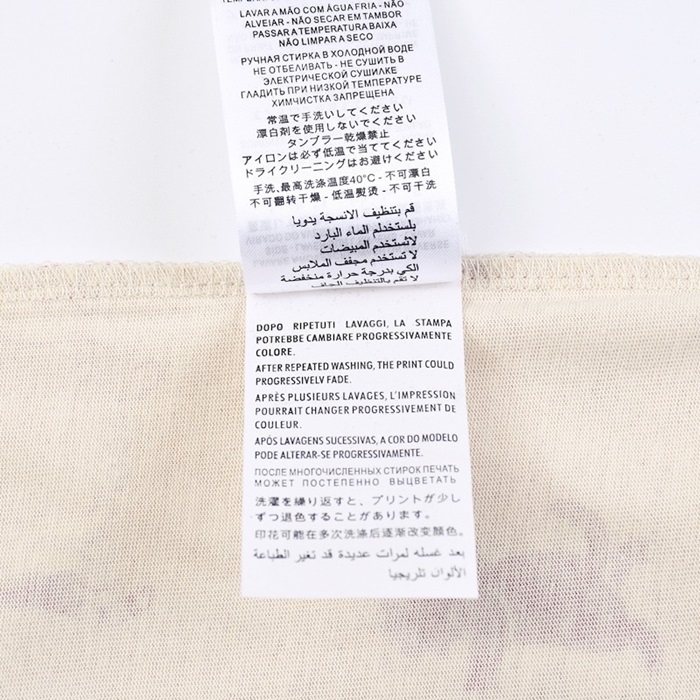 LAVAR A MÃO COM ÁGUA FRIA - NÃO
ALVEIAR - NÃO SECAR EM TAMBOR
PASSAR A TEMPERATURA BAIXA
NÃO LIMPAR A SECO
РУЧНАЯ СТИРКА В ХОЛОДНОЙ ВОДЕ
НЕ ОТБЕЛИВАТЬ- НЕ СУШИТЬ В
ЭЛЕКТРИЧЕСКОЙ СУШИЛКЕ
ГЛАДИТЬ ПРИ НИЗКОЙ ТЕМПЕРАТУРЕ
ХИМЧИСТКА ЗАПРЕЩЕНА
常温で手洗いしてください
漂白剤を使用しないでください
タンブラー乾燥禁止
アイロンは必ず低温で当ててください
ドライクリーニングはお避けください
手洗、最高洗涤温度40°C - 不可漂白
不可翻转干燥 - 低温熨烫 - 不可干洗
قم بتنظيف الانسجة يدويا
بلستخدلم الماء البارد
لاتستخدم المبيضات
لا تستخدم مجفف الملابس
الكي بدرجة حرارة منخفضة
لا تقم بالتنظيف الجاف
DOPO RIPETUTI LAVAGGI, LA STAMPA
POTREBBE CAMBIARE PROGRESSIVAMENTE
COLORE.
AFTER REPEATED WASHING, THE PRINT COULD
PROGRESSIVELV FADE.
APRÈS PLUSIEURS LAVAGES, L'IMPRESSION
POURRAIT CHANGER PROGRESSIVEMENT DE
COULEUR.
APÓS LAVAGENS SUCESSIVAS, A COR DO MODELO
PODE ALTERAR-SE PROGRESSIVAMENTE.
ПОСЛЕ МНОГОЧИСЛЕННЫХ СТИРОК ПЕЧАТЬ
МОЖЕТ ПОСТЕПЕННО ВЫЦВЕТАТЬ
洗濯を繰り返すと、プリントが少し
ずつ退色することがあります。
印花可能在多次洗涤后逐渐改变颜色。
بعد غسله لمرات عديدة قد تغير الطباعة
الألوان تلريجيا